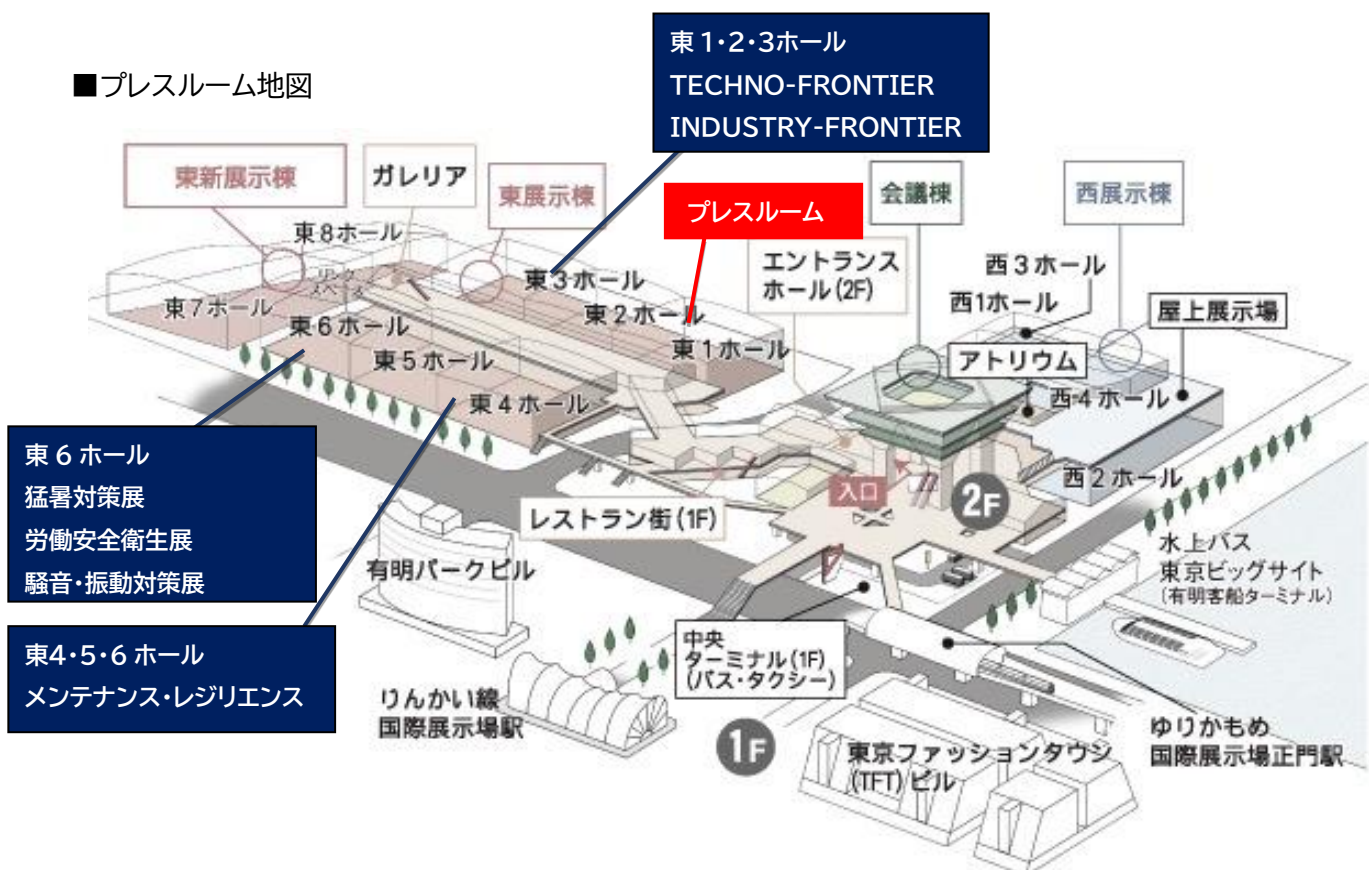 ■プレスルーム地図
東1・2・3ホール
TECHNO-FRONTIER
INDUSTRY-FRONTIER
東新展示棟
ガレリア
東展示棟
プレスルーム
会議棟
西展示棟
東8ホール
リンク
スペース
東7ホール
東6ホール
東5ホール
東4ホール
東3ホール
東2ホール
東1ホール
エントランス
ホール(2F)
西3ホール
西1ホール
屋上展示場
アトリウム
西4ホール
西2ホール
入口
2F
東6ホール
猛暑対策展
労働安全衛生展
騒音・振動対策展
東4・5・6ホール
メンテナンス・レジリエンス
レストラン街(1F)
有明パークビル
水上バス
東京ビッグサイト
(有明客船ターミナル)
中央
ターミナル(1F)
(バス・タクシー)
りんかい線
国際展示場駅
1F
東京ファッションタウン
(TFT)ビル
ゆりかもめ
国際展示場正門駅